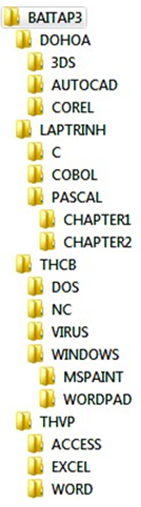 BAITAP3
DOHOA
3DS
AUTOCAD
COREL
LAPTRINH
C
COBOL
PASCAL
CHAPTER1
CHAPTER2
THCB
DOS
NC
VIRUS
WINDOWS
MSPAINT
WORDPAD
THVP
ACCESS
EXCEL
WORD